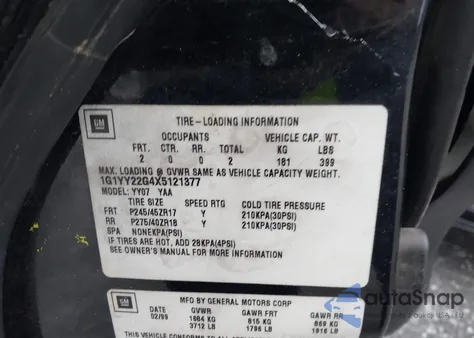 GM
TIRE-LOADING INFORMATION
OCCUPANTS VEHICLE CAP. WT.
FRT. CTR. RR. TOTAL KG LBS
2 0 0 2 181 399
MAX. LOADING @ GVWR SAME AS VEHICLE CAPACITY WEIGHT.
1G1YY22G4X5121377
MODEL: YY07 YAA
TIRE SIZE SPEED RTG COLD TIRE PRESSURE
FRT P245/45ZR17 Y 210KPA(30PSI)
RR P275/40ZR18 Y 210KPA(30PSI)
SPA NONEKPA(PSI)
IF TIRES ARE HOT, ADD 28KPA(4PSI)
SEE OWNER'S MANUAL FOR MORE INFORMATION.
GM
MFD BY GENERAL MOTORS CORP
DATE GVWR GAWR FRT GAWR RR
02/99 1684 KG 815 KG 869 KG
3712 LB 1796 LB 1916 LB
autoSnap